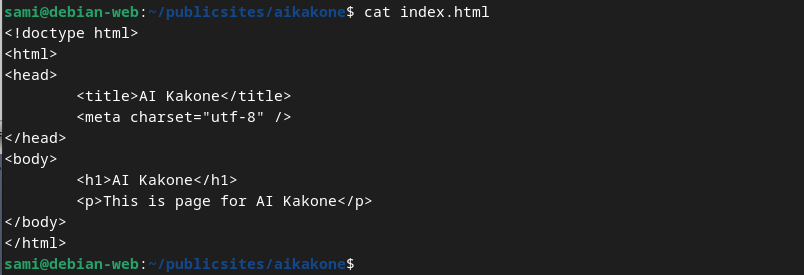 sami@debian-web:~/publicsites/aikakone$ cat index.html
<!doctype html>
<html>
<head>
        <title>AI Kakone</title>
        <meta charset="utf-8" />
</head>
<body>
        <h1>AI Kakone</h1>
        <p>This is page for AI Kakone</p>
</body>
</html>
sami@debian-web:~/publicsites/aikakone$